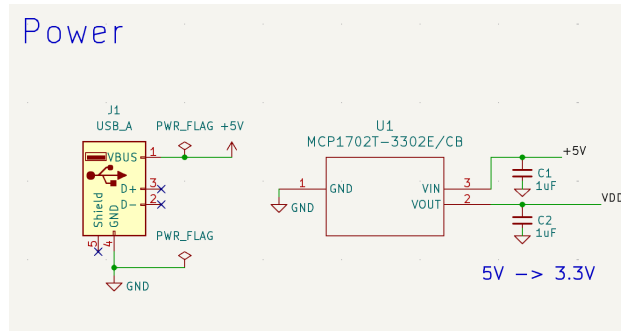 Power
J1
USB_A
PWR_FLAG
+5V
VBUS
1
D+
3
D-
2
Shield
GND
5
4
PWR_FLAG
GND
U1
MCP1702T-3302E/CB
1
GND
GND
VIN
3
VOUT
2
+5V
C1
1uF
VDD
C2
1uF
5V -> 3.3V